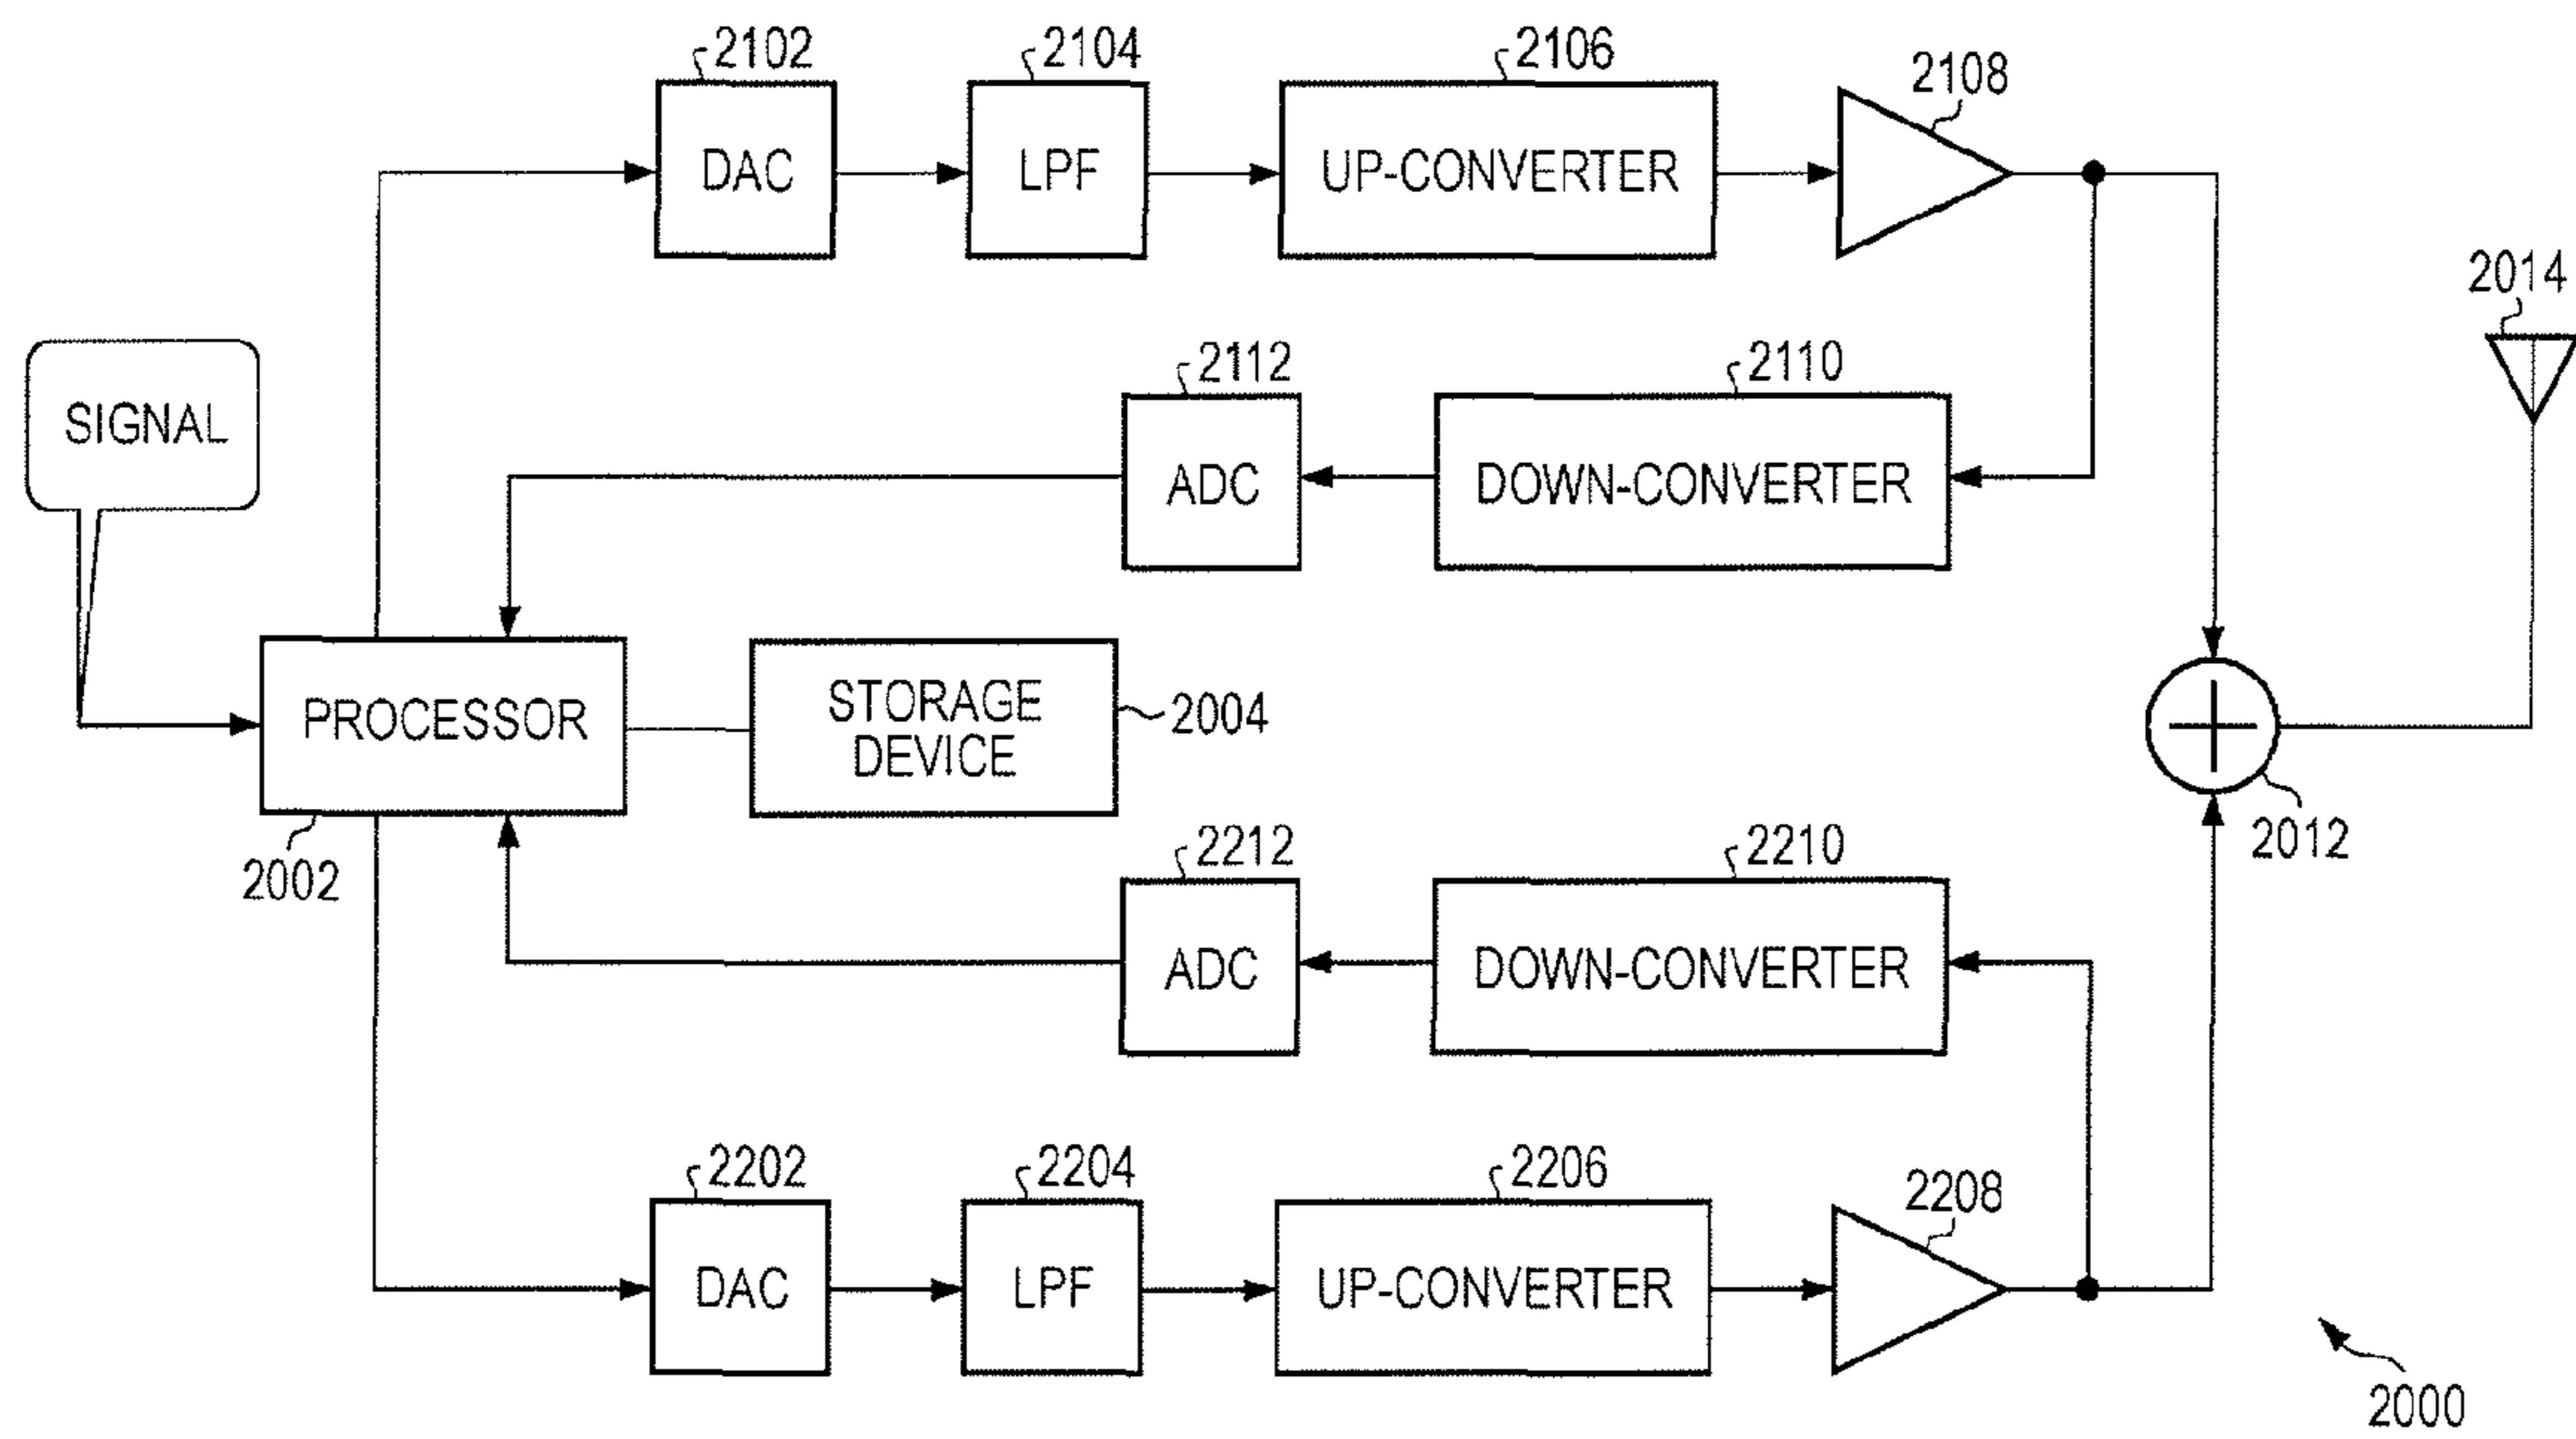 2102
2104
2106
2108
DAC
LPF
UP-CONVERTER
2014
2112
2110
SIGNAL
ADC
DOWN-CONVERTER
PROCESSOR
STORAGE
DEVICE
2004
2002
2012
2212
2210
ADC
DOWN-CONVERTER
2202
2204
2206
2208
DAC
LPF
UP-CONVERTER
2000